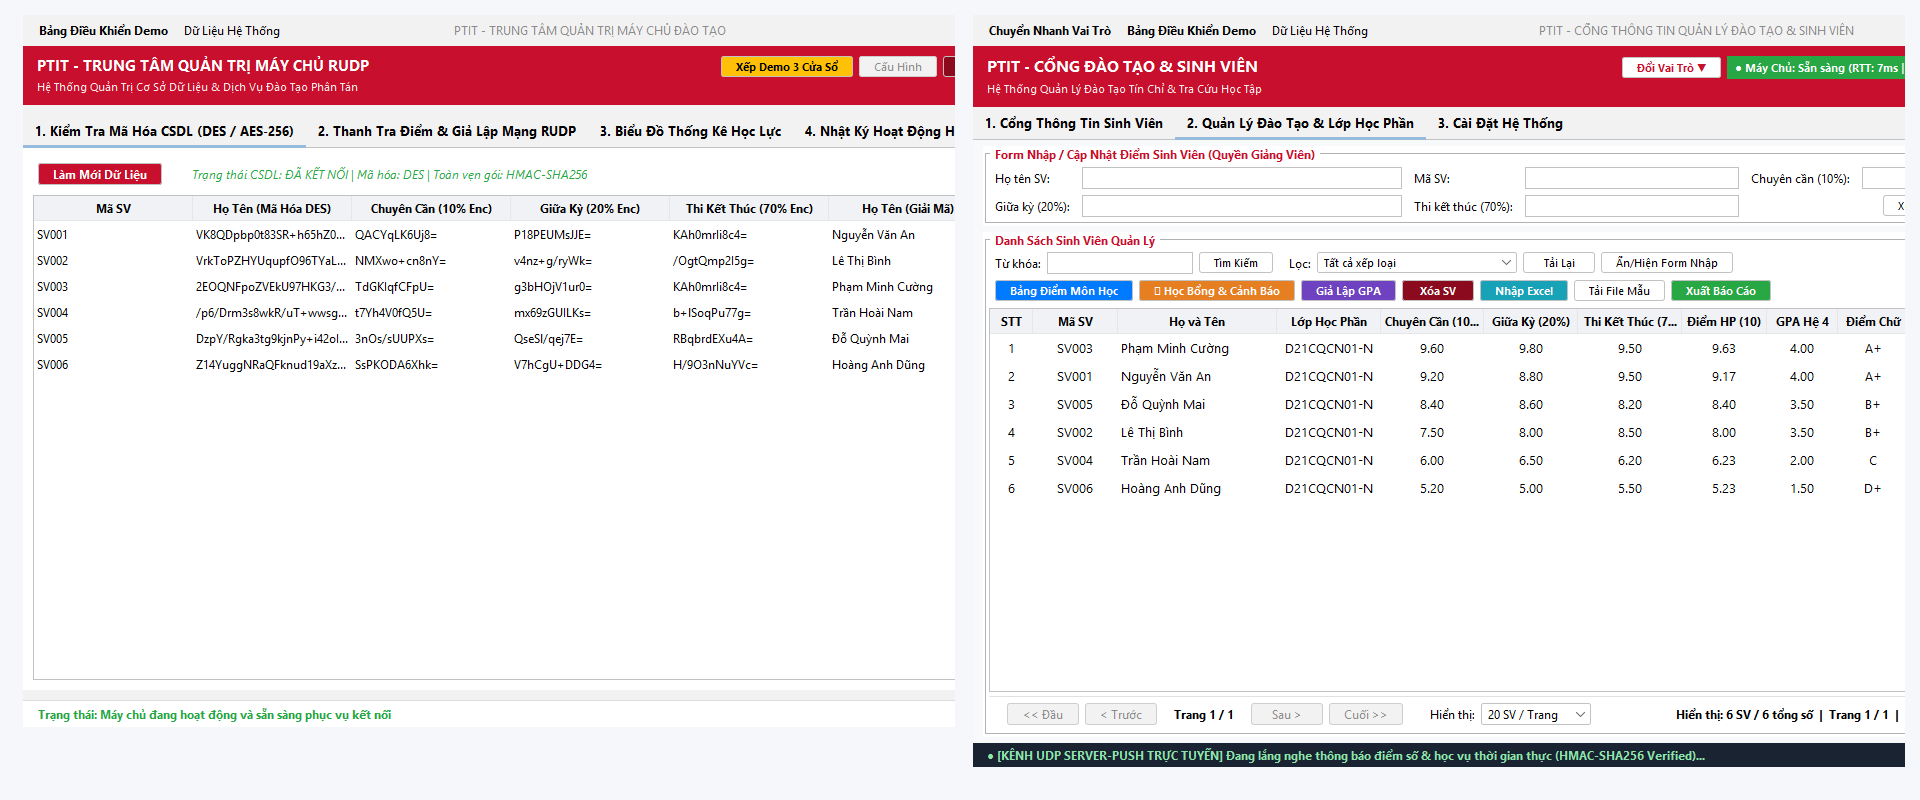 Bảng Điều Khiển Demo Dữ Liệu Hệ Thống PTIT - TRUNG TÂM QUẢN TRỊ MÁY CHỦ ĐÀO TẠO
PTIT - TRUNG TÂM QUẢN TRỊ MÁY CHỦ RUDP
Hệ Thống Quản Trị Cơ Sở Dữ Liệu & Dịch Vụ Đào Tạo Phân Tán
Xếp Demo 3 Cửa Sổ Cấu Hình
1. Kiểm Tra Mã Hóa CSDL (DES / AES-256) 2. Thanh Tra Điểm & Giả Lập Mạng RUDP 3. Biểu Đồ Thống Kê Học Lực 4. Nhật Ký Hoạt Động H
Làm Mới Dữ Liệu Trạng thái CSDL: ĐÃ KẾT NỐI | Mã hóa: DES | Toàn vẹn gói: HMAC-SHA256
Mã SV Họ Tên (Mã Hóa DES) Chuyên Cần (10% Enc) Giữa Kỳ (20% Enc) Thi Kết Thúc (70% Enc) Họ Tên (Giải Mã)
SV001 VK8QDpbp0t83SR+h65hZ0... QACYqLK6Uj8= P18PEUMsJJE= KAh0mrli8c4= Nguyễn Văn An
SV002 VrkToPZHYUqupfO96TYaL... NMXwo+cn8nY= v4nz+g/ryWk= /OgtQmp2l5g= Lê Thị Bình
SV003 2EOQNFpoZVEkU97HKG3/... TdGKlqfCFpU= g3bHOjV1ur0= KAh0mrli8c4= Phạm Minh Cường
SV004 /p6/Drm3s8wkR/uT+wwsg... t7Yh4V0fQ5U= mx69zGUILKs= b+ISoqPu77g= Trần Hoài Nam
SV005 DzpY/Rgka3tg9kjnPy+i42ol... 3nOs/sUUPXs= QseSl/qej7E= RBqbrdEXu4A= Đỗ Quỳnh Mai
SV006 Z14YuggNRaQFknud19aXz... SsPKODA6Xhk= V7hCgU+DDG4= H/9O3nNuYVc= Hoàng Anh Dũng
Trạng thái: Máy chủ đang hoạt động và sẵn sàng phục vụ kết nối
Chuyển Nhanh Vai Trò Bảng Điều Khiển Demo Dữ Liệu Hệ Thống PTIT - CỔNG THÔNG TIN QUẢN LÝ ĐÀO TẠO & SINH VIÊN
PTIT - CỔNG ĐÀO TẠO & SINH VIÊN
Hệ Thống Quản Lý Đào Tạo Tín Chỉ & Tra Cứu Học Tập
Đổi Vai Trò ▼ ● Máy Chủ: Sẵn sàng (RTT: 7ms |
1. Cổng Thông Tin Sinh Viên 2. Quản Lý Đào Tạo & Lớp Học Phần 3. Cài Đặt Hệ Thống
Form Nhập / Cập Nhật Điểm Sinh Viên (Quyền Giảng Viên)
Họ tên SV: Mã SV: Chuyên cần (10%):
Giữa kỳ (20%): Thi kết thúc (70%): X
Danh Sách Sinh Viên Quản Lý
Từ khóa: Tìm Kiếm Lọc: Tất cả xếp loại Tải Lại Ẩn/Hiện Form Nhập
Bảng Điểm Môn Học Học Bổng & Cảnh Báo Giả Lập GPA Xóa SV Nhập Excel Tải File Mẫu Xuất Báo Cáo
STT Mã SV Họ và Tên Lớp Học Phần Chuyên Cần (10... Giữa Kỳ (20%) Thi Kết Thúc (7... Điểm HP (10) GPA Hệ 4 Điểm Chữ
1 SV003 Phạm Minh Cường D21CQCN01-N 9.60 9.80 9.50 9.63 4.00 A+
2 SV001 Nguyễn Văn An D21CQCN01-N 9.20 8.80 9.50 9.17 4.00 A+
3 SV005 Đỗ Quỳnh Mai D21CQCN01-N 8.40 8.60 8.20 8.40 3.50 B+
4 SV002 Lê Thị Bình D21CQCN01-N 7.50 8.00 8.50 8.00 3.50 B+
5 SV004 Trần Hoài Nam D21CQCN01-N 6.00 6.50 6.20 6.23 2.00 C
6 SV006 Hoàng Anh Dũng D21CQCN01-N 5.20 5.00 5.50 5.23 1.50 D+
<< Đầu < Trước Trang 1 / 1 Sau > Cuối >> Hiển thị: 20 SV / Trang Hiển thị: 6 SV / 6 tổng số | Trang 1 / 1 |
● [KÊNH UDP SERVER-PUSH TRỰC TUYẾN] Đang lắng nghe thông báo điểm số & học vụ thời gian thực (HMAC-SHA256 Verified)...